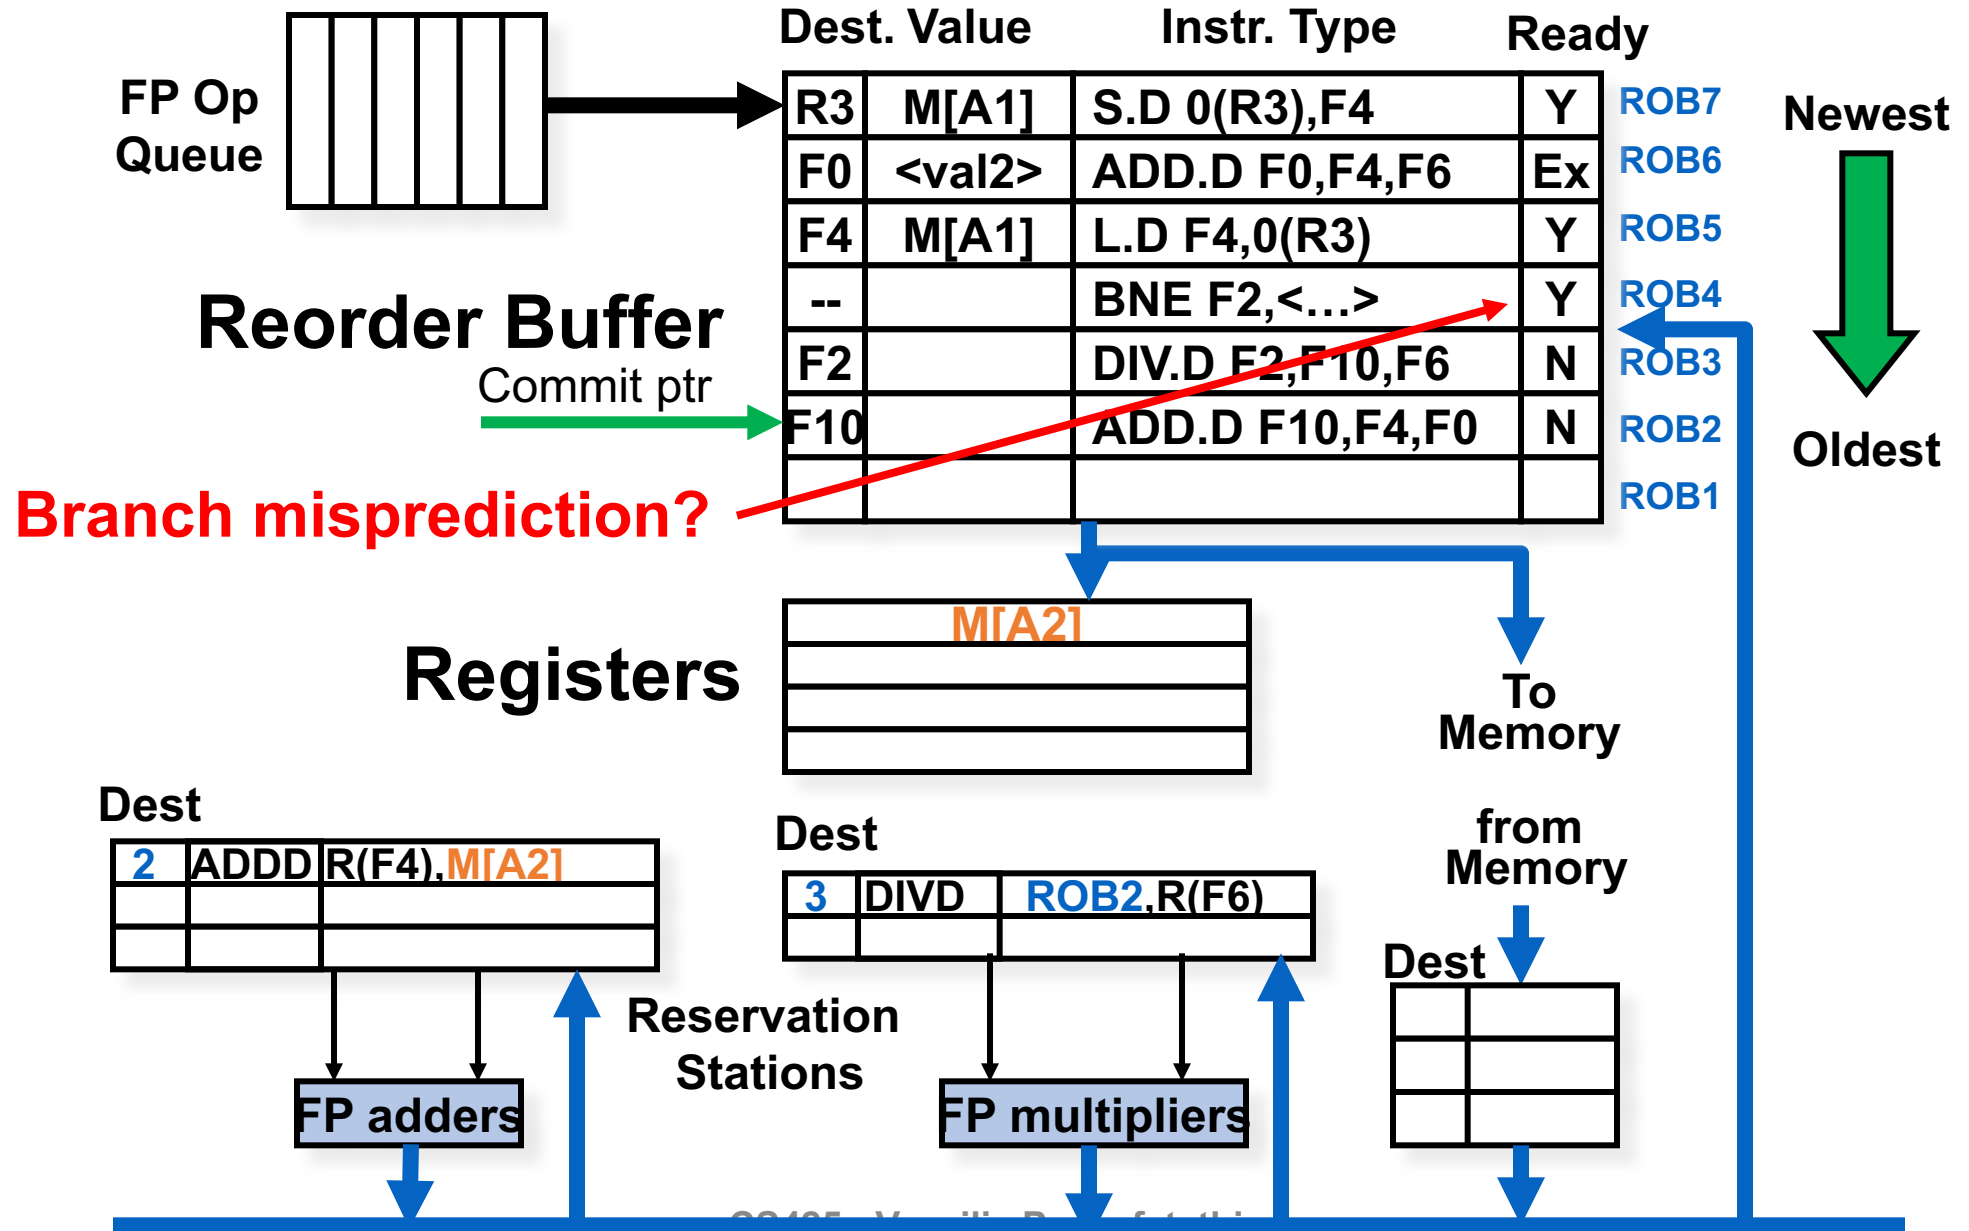 Dest. Value Instr. Type Ready
FP Op
Queue
R3 M[A1] S.D 0(R3),F4 Y ROB7
F0 <val2> ADD.D F0,F4,F6 Ex ROB6
F4 M[A1] L.D F4,0(R3) Y ROB5
-- BNE F2,<...> Y ROB4
F2 DIV.D F2,F10,F6 N ROB3
F10 ADD.D F10,F4,F0 N ROB2
ROB1
Newest
Oldest
Reorder Buffer
Commit ptr
Branch misprediction?
Registers
M[A2]
To
Memory
Dest
2 ADDD R(F4),M[A2]
Dest
3 DIVD ROB2,R(F6)
from
Memory
Dest
Reservation
Stations
FP adders
FP multipliers